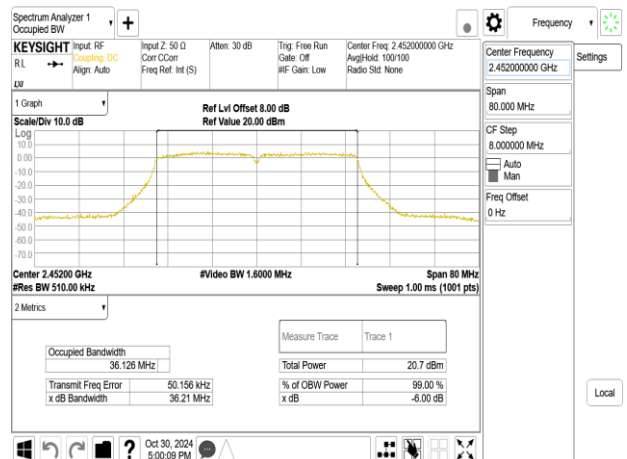 Spectrum Analyzer 1
Occupied BW
Frequency
KEYSIGHT
R L
LXI
Input: RF
Coupling: DC
Align: Auto
Input Z: 50 Ω
Corr CCorr
Freq Ref: Int (S)
Atten: 30 dB
Trig: Free Run
Gate: Off
#IF Gain: Low
Center Freq: 2.452000000 GHz
Avg|Hold: 100/100
Radio Std: None
Center Frequency
2.452000000 GHz
Settings
Span
80.000 MHz
CF Step
8.000000 MHz
Auto
Man
Freq Offset
0 Hz
1 Graph
Scale/Div 10.0 dB
Ref Lvl Offset 8.00 dB
Ref Value 20.00 dBm
Log
10.0
0.00
-10.0
-20.0
-30.0
-40.0
-50.0
-60.0
-70.0
Center 2.45200 GHz
#Res BW 510.00 kHz
#Video BW 1.6000 MHz
Span 80 MHz
Sweep 1.00 ms (1001 pts)
2 Metrics
Measure Trace Trace 1
Occupied Bandwidth
36.126 MHz
Total Power 20.7 dBm
Transmit Freq Error 50.156 kHz
% of OBW Power 99.00 %
x dB Bandwidth 36.21 MHz
x dB -6.00 dB
Local
?
Oct 30, 2024
5:00:09 PM